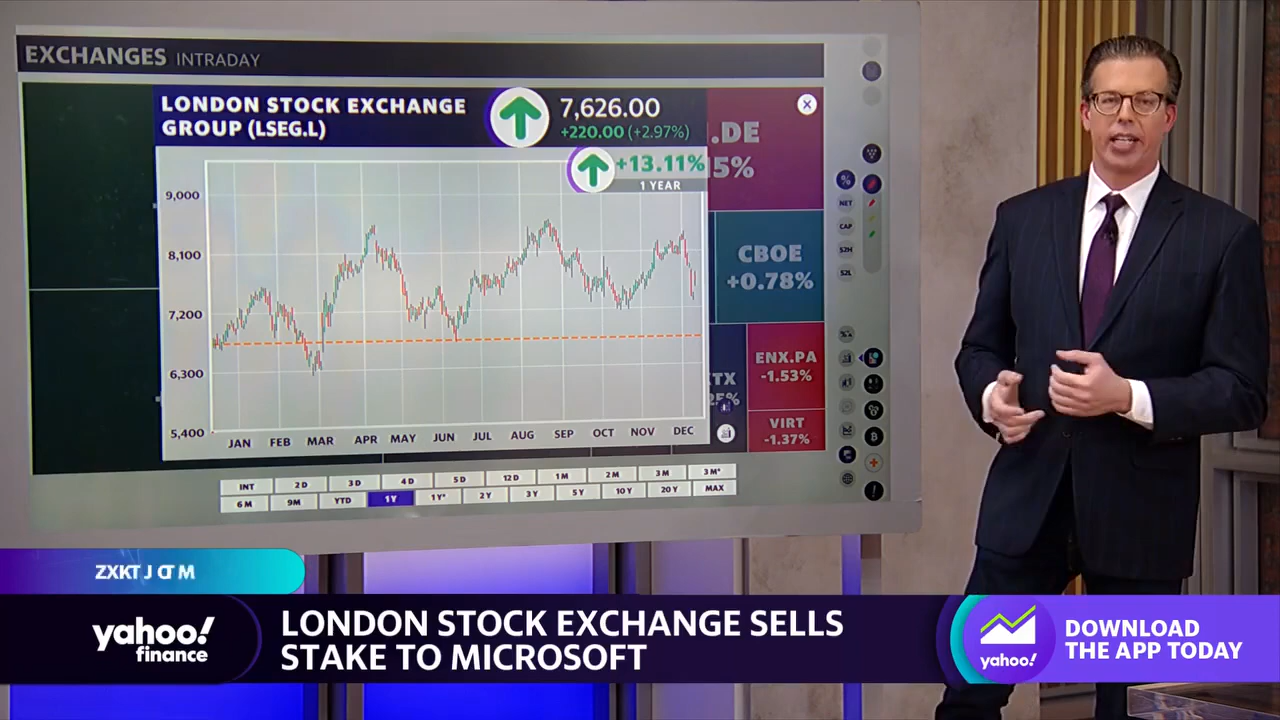 EXCHANGES INTRADAY
LONDON STOCK EXCHANGE
GROUP (LSEG.L)
7,626.00
+220.00 (+2.97%)
+13.11%
1 YEAR
9,000
8,100
7,200
6,300
5,400
JAN FEB MAR APR MAY JUN JUL AUG SEP OCT NOV DEC
.DE
15%
CBOE
+0.78%
ENX.PA
-1.53%
VIRT
-1.37%
%
NET
CAP
52H
52L
INT 2D 3D 4D 5D 12D 1M 2M 3M 3M*
6M 9M YTD 1Y 1Y* 2Y 3Y 5Y 10Y 20Y MAX
yahoo!
finance
LONDON STOCK EXCHANGE SELLS
STAKE TO MICROSOFT
yahoo!
DOWNLOAD
THE APP TODAY